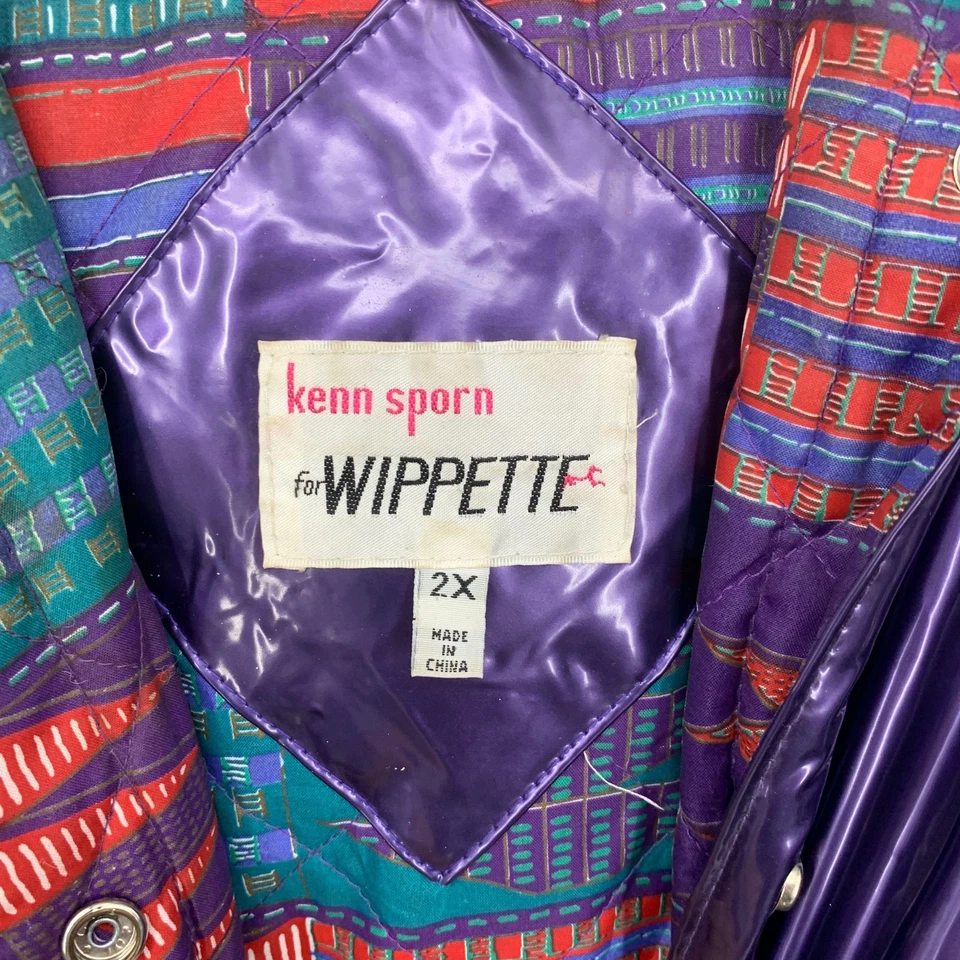 kenn sporn
for WIPPETTE
2X
MADE
IN
CHINA